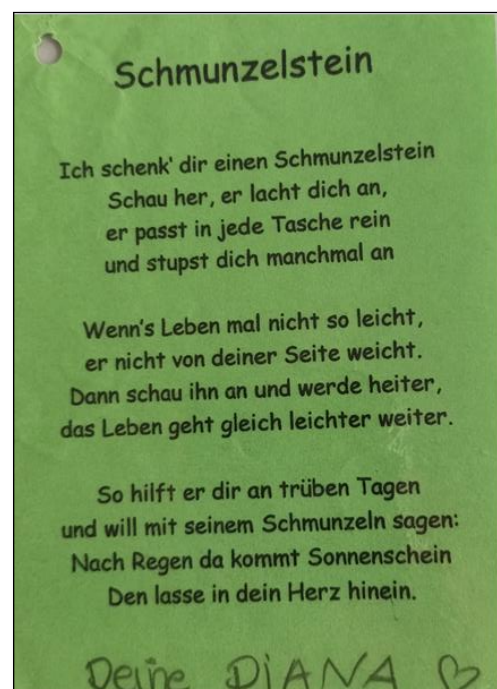 Schmunzelstein
Ich schenk' dir einen Schmunzelstein
Schau her, er lacht dich an,
er passt in jede Tasche rein
und stupst dich manchmal an
Wenn's Leben mal nicht so leicht,
er nicht von deiner Seite weicht.
Dann schau ihn an und werde heiter,
das Leben geht gleich leichter weiter.
So hilft er dir an trüben Tagen
und will mit seinem Schmunzeln sagen:
Nach Regen da kommt Sonnenschein
Den lasse in dein Herz hinein.
Deine DiANA ♡